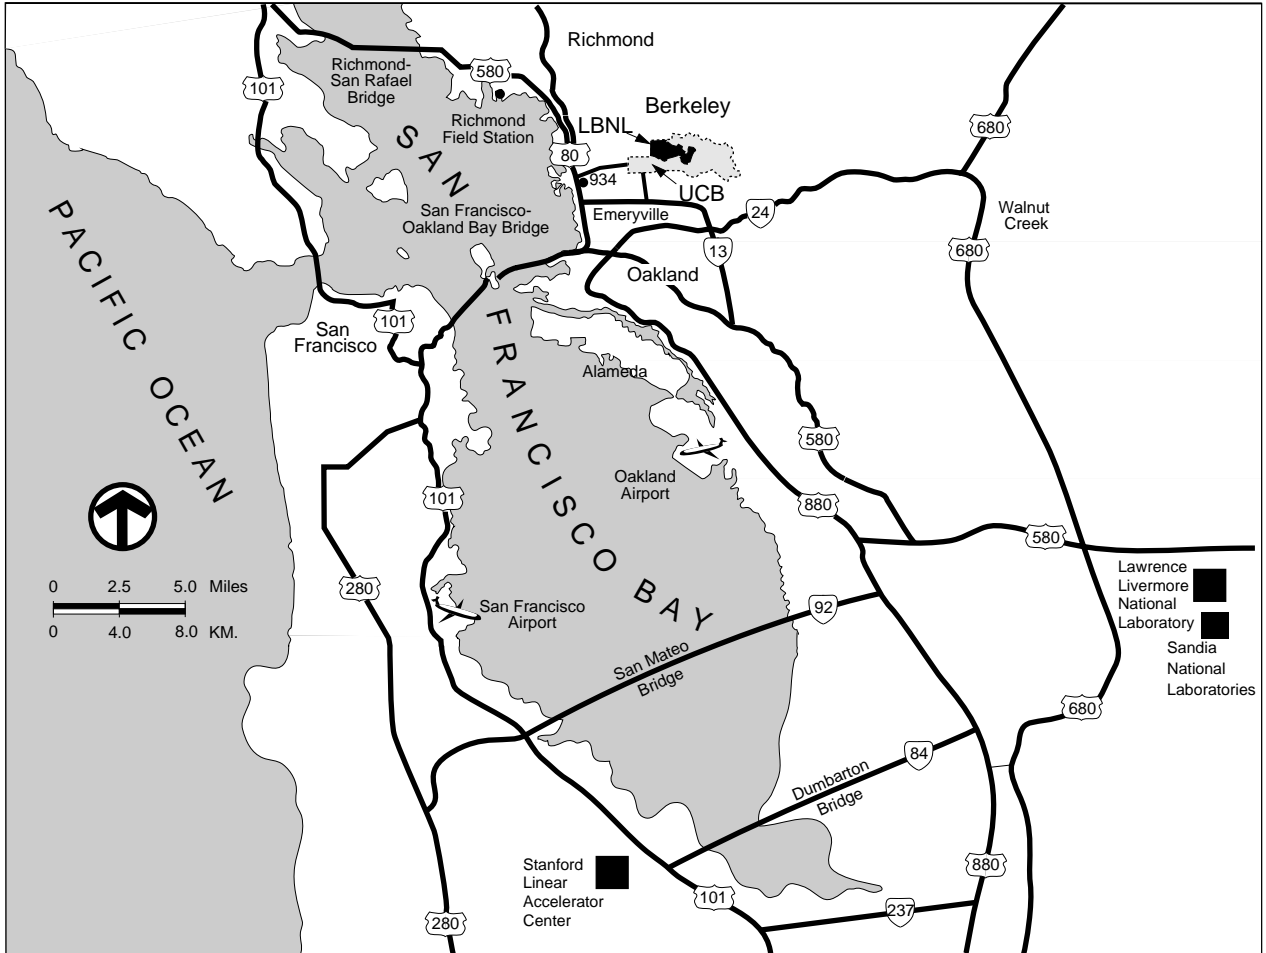 Richmond
Richmond-
San Rafael
Bridge
580
101
Berkeley
Richmond
Field Station
LBNL
680
80
934
UCB
SAN
FRANCISCO
BAY
San Francisco-
Oakland Bay Bridge
Emeryville
24
Walnut
Creek
13
680
Oakland
PACIFIC OCEAN
101
San
Francisco
Alameda
580
Oakland
Airport
101
880
580
0 2.5 5.0 Miles
0 4.0 8.0 KM.
280
San Francisco
Airport
92
Lawrence
Livermore
National
Laboratory
Sandia
National
Laboratories
San Mateo
Bridge
680
84
Dumbarton
Bridge
Stanford
Linear
Accelerator
Center
880
101
237
280